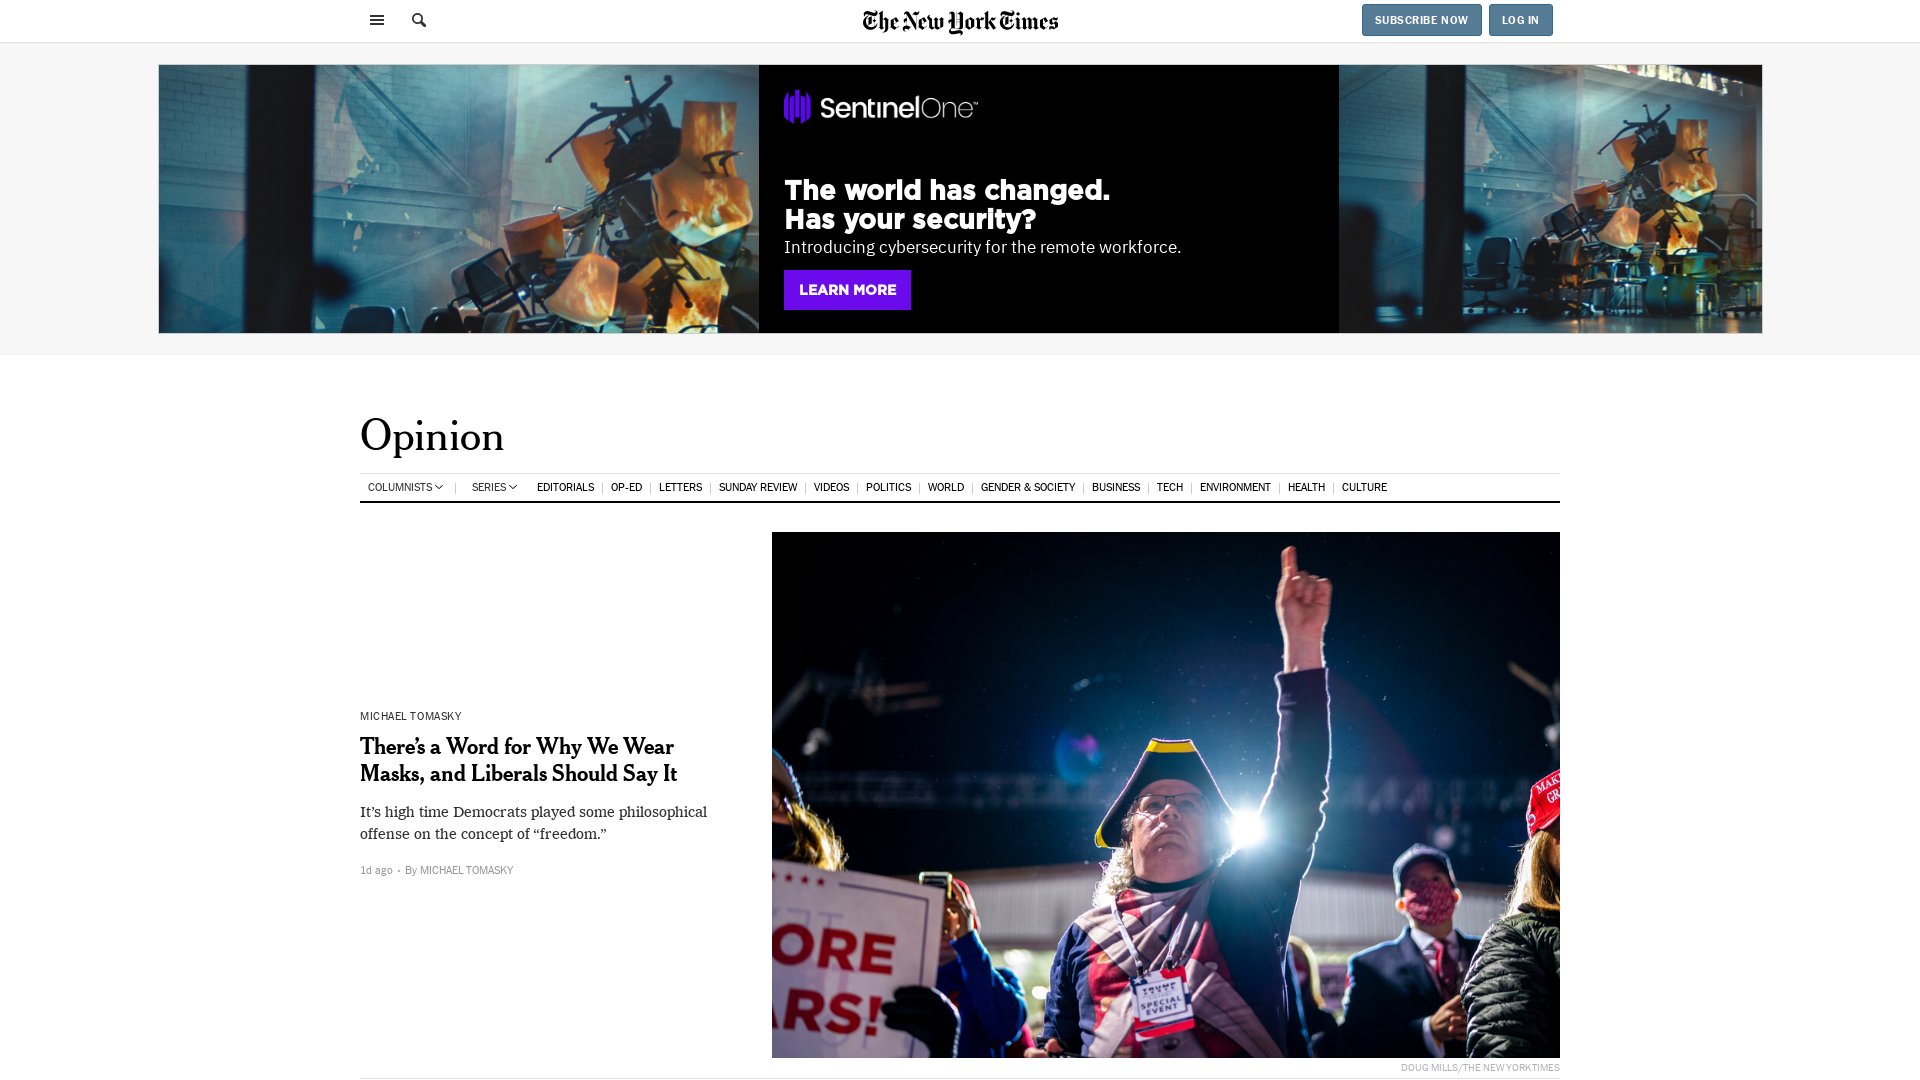 The New York Times
SUBSCRIBE NOW
LOG IN
SentinelOne™
The world has changed.
Has your security?
Introducing cybersecurity for the remote workforce.
LEARN MORE
Opinion
COLUMNISTS
SERIES
EDITORIALS
OP-ED
LETTERS
SUNDAY REVIEW
VIDEOS
POLITICS
WORLD
GENDER & SOCIETY
BUSINESS
TECH
ENVIRONMENT
HEALTH
CULTURE
MICHAEL TOMASKY
There’s a Word for Why We Wear
Masks, and Liberals Should Say It
It’s high time Democrats played some philosophical
offense on the concept of “freedom.”
1d ago · By MICHAEL TOMASKY
ORE
ARS!
TRUMP
SPECIAL
EVENT
DOUG MILLS/THE NEW YORKTIMES